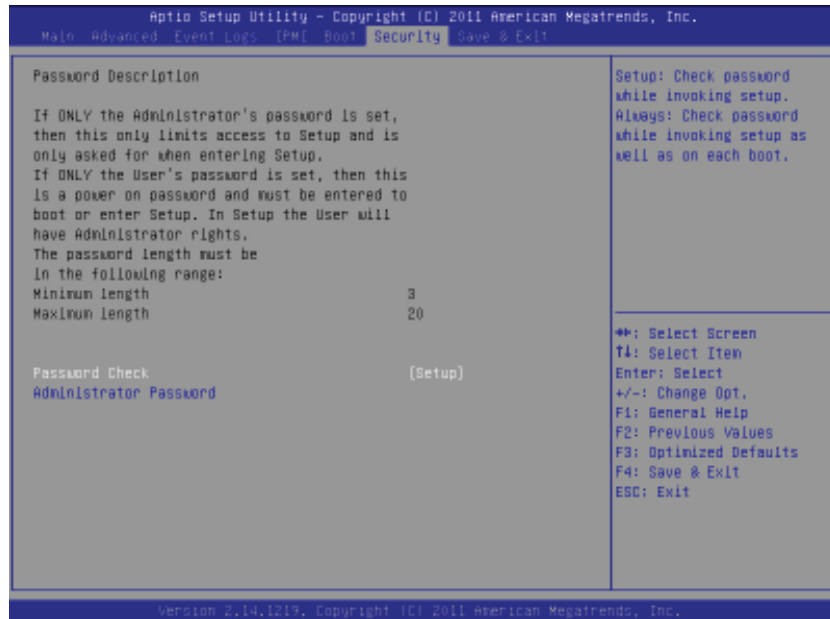 Aptio Setup Utility - Copyright (C) 2011 American Megatrends, Inc.
Main Advanced Event Logs IPMI Boot Security Save & Exit
Password Description
If ONLY the Administrator's password is set,
then this only limits access to Setup and is
only asked for when entering Setup.
If ONLY the User's password is set, then this
is a power on password and must be entered to
boot or enter Setup. In Setup the User will
have Administrator rights.
The password length must be
in the following range:
Minimum length 3
Maximum length 20
Password Check [Setup]
Administrator Password
Setup: Check password
while invoking setup.
Always: Check password
while invoking setup as
well as on each boot.
→←: Select Screen
↑↓: Select Item
Enter: Select
+/-: Change Opt.
F1: General Help
F2: Previous Values
F3: Optimized Defaults
F4: Save & Exit
ESC: Exit
Version 2.14.1219. Copyright (C) 2011 American Megatrends, Inc.